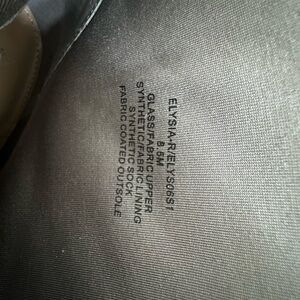 ELYSIA-R/ELYS06S1
8.5M
GLASS/FABRIC UPPER
SYNTHETIC/FABRIC LINING
SYNTHETIC SOCK
FABRIC COATED OUTSOLE